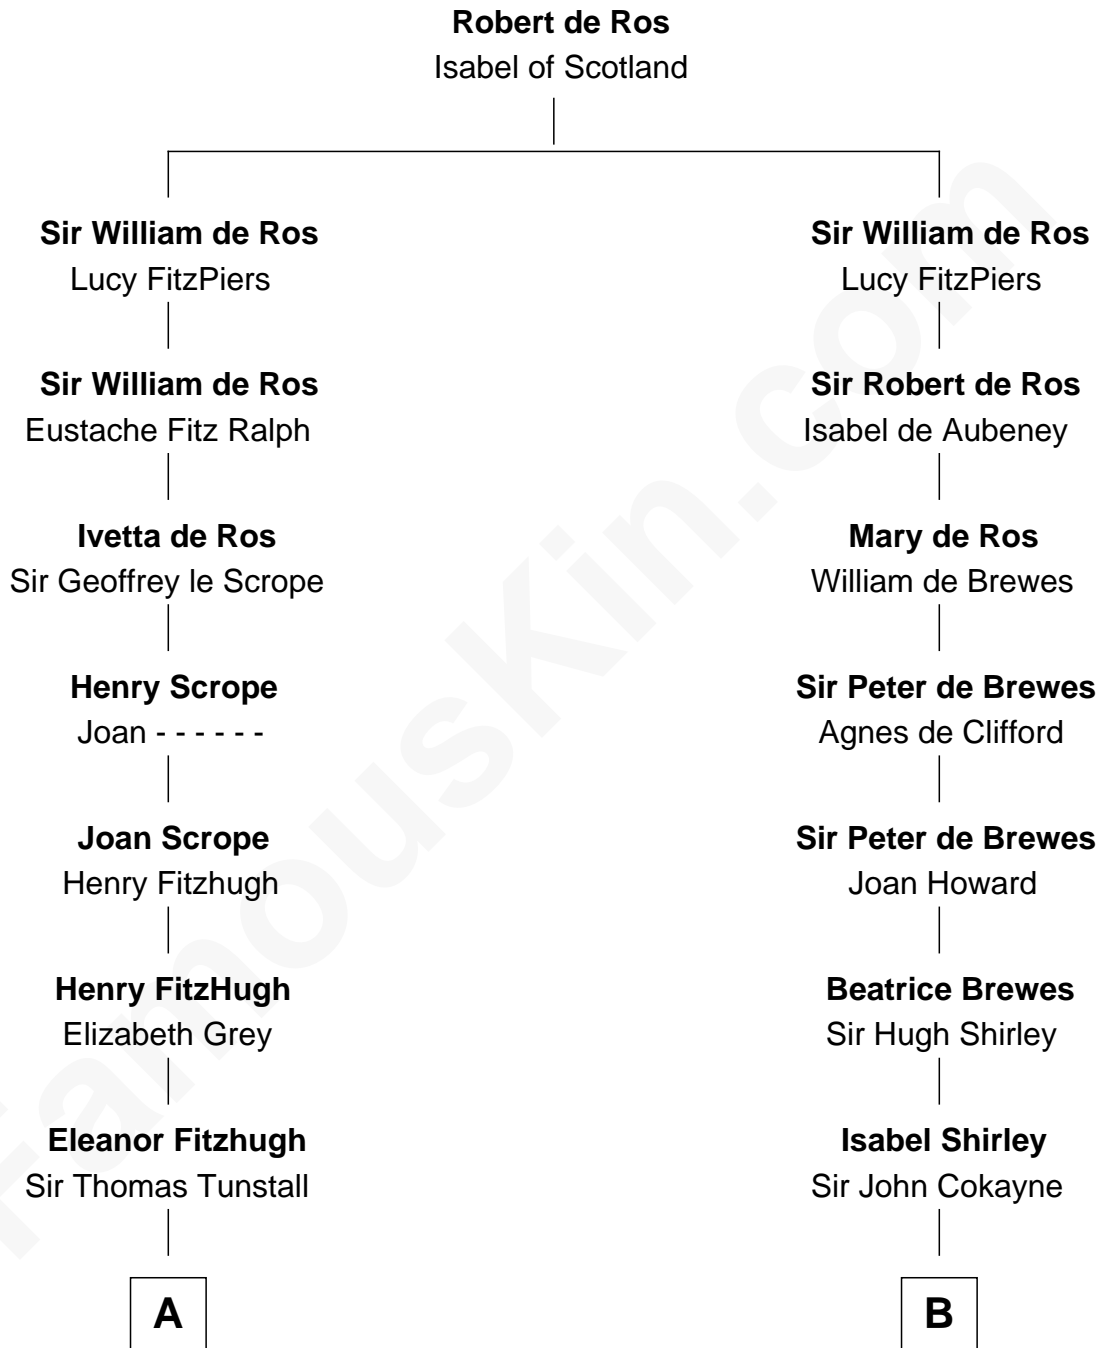 Robert de Ros
Isabel of Scotland
Sir William de Ros
Lucy FitzPiers
Sir William de Ros
Lucy FitzPiers
Sir William de Ros
Eustache Fitz Ralph
Sir Robert de Ros
Isabel de Aubeney
Ivetta de Ros
Sir Geoffrey le Scrope
Mary de Ros
William de Brewes
Henry Scrope
Joan - - - - - -
Sir Peter de Brewes
Agnes de Clifford
Joan Scrope
Henry Fitzhugh
Sir Peter de Brewes
Joan Howard
Henry FitzHugh
Elizabeth Grey
Beatrice Brewes
Sir Hugh Shirley
Eleanor Fitzhugh
Sir Thomas Tunstall
Isabel Shirley
Sir John Cokayne
A
B
FamousKin.com